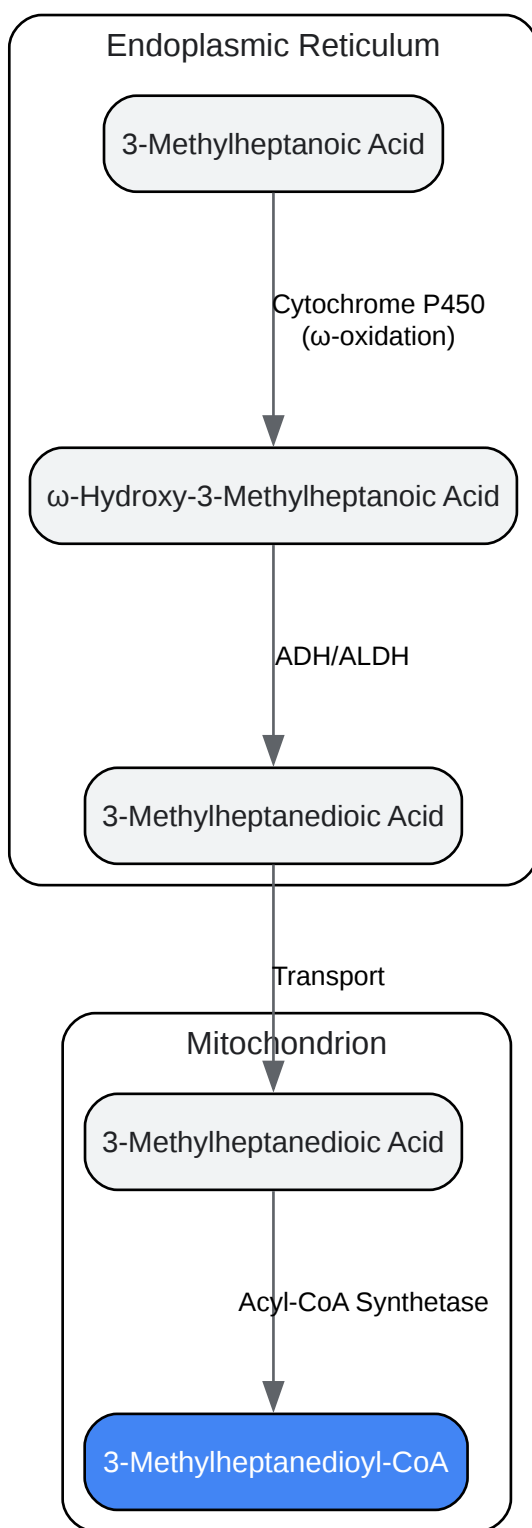 Endoplasmic Reticulum
3-Methylheptanoic Acid
Cytochrome P450
(ω-oxidation)
ω-Hydroxy-3-Methylheptanoic Acid
ADH/ALDH
3-Methylheptanedioic Acid
Transport
Mitochondrion
3-Methylheptanedioic Acid
Acyl-CoA Synthetase
3-Methylheptanedioyl-CoA